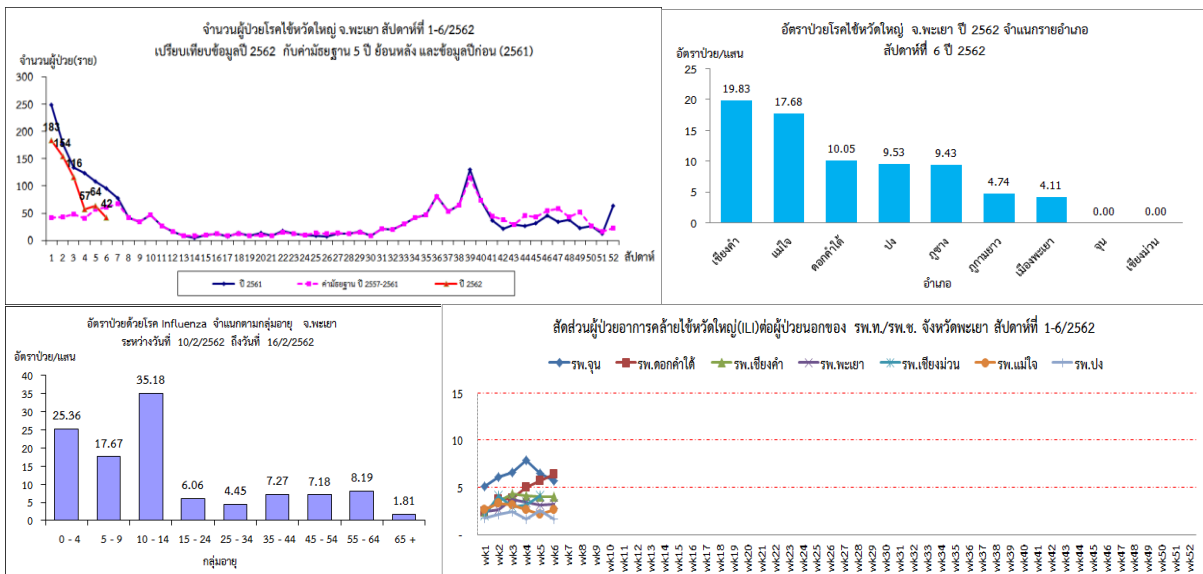 จำนวนผู้ป่วยโรคไข้หวัดใหญ่ จ.พะเยา สัปดาห์ที่ 1-6/2562
เปรียบเทียบข้อมูลปี 2562 กับค่ามัธยฐาน 5 ปี ย้อนหลัง และข้อมูลปีก่อน (2561)
จำนวนผู้ป่วย(ราย)
300
250
200
150
100
50
0
183
154
116
57
64
42
1 2 3 4 5 6 7 8 9 10 11 12 13 14 15 16 17 18 19 20 21 22 23 24 25 26 27 28 29 30 31 32 33 34 35 36 37 38 39 40 41 42 43 44 45 46 47 48 49 50 51 52 สัปดาห์
ปี 2561 ค่ามัธยฐาน ปี 2557-2561 ปี 2562
อัตราป่วยโรคไข้หวัดใหญ่ จ.พะเยา ปี 2562 จำแนกรายอำเภอ
สัปดาห์ที่ 6 ปี 2562
อัตราป่วย/แสน
25
20
15
10
5
0
19.83 17.68 10.05 9.53 9.43 4.74 4.11 0.00 0.00
เชียงคำ แม่ใจ ดอกคำใต้ ปง ภูซาง ภูกามยาว เมืองพะเยา จุน เชียงม่วน
อำเภอ
อัตราป่วยด้วยโรค Influenza จำแนกตามกลุ่มอายุ จ.พะเยา
ระหว่างวันที่ 10/2/2562 ถึงวันที่ 16/2/2562
อัตราป่วย/แสน
40
35
30
25
20
15
10
5
0
25.36 17.67 35.18 6.06 4.45 7.27 7.18 8.19 1.81
0 - 4 5 - 9 10 - 14 15 - 24 25 - 34 35 - 44 45 - 54 55 - 64 65 +
กลุ่มอายุ
สัดส่วนผู้ป่วยอาการคล้ายไข้หวัดใหญ่(ILI)ต่อผู้ป่วยนอกของ รพ.ท./รพ.ช. จังหวัดพะเยา สัปดาห์ที่ 1-6/2562
รพ.จุน รพ.ดอกคำใต้ รพ.เชียงคำ รพ.พะเยา รพ.เชียงม่วน รพ.แม่ใจ รพ.ปง
15
10
5
-
wk1 wk2 wk3 wk4 wk5 wk6 wk7 wk8 wk9 wk10 wk11 wk12 wk13 wk14 wk15 wk16 wk17 wk18 wk19 wk20 wk21 wk22 wk23 wk24 wk25 wk26 wk27 wk28 wk29 wk30 wk31 wk32 wk33 wk34 wk35 wk36 wk37 wk38 wk39 wk40 wk41 wk42 wk43 wk44 wk45 wk46 wk47 wk48 wk49 wk50 wk51 wk52